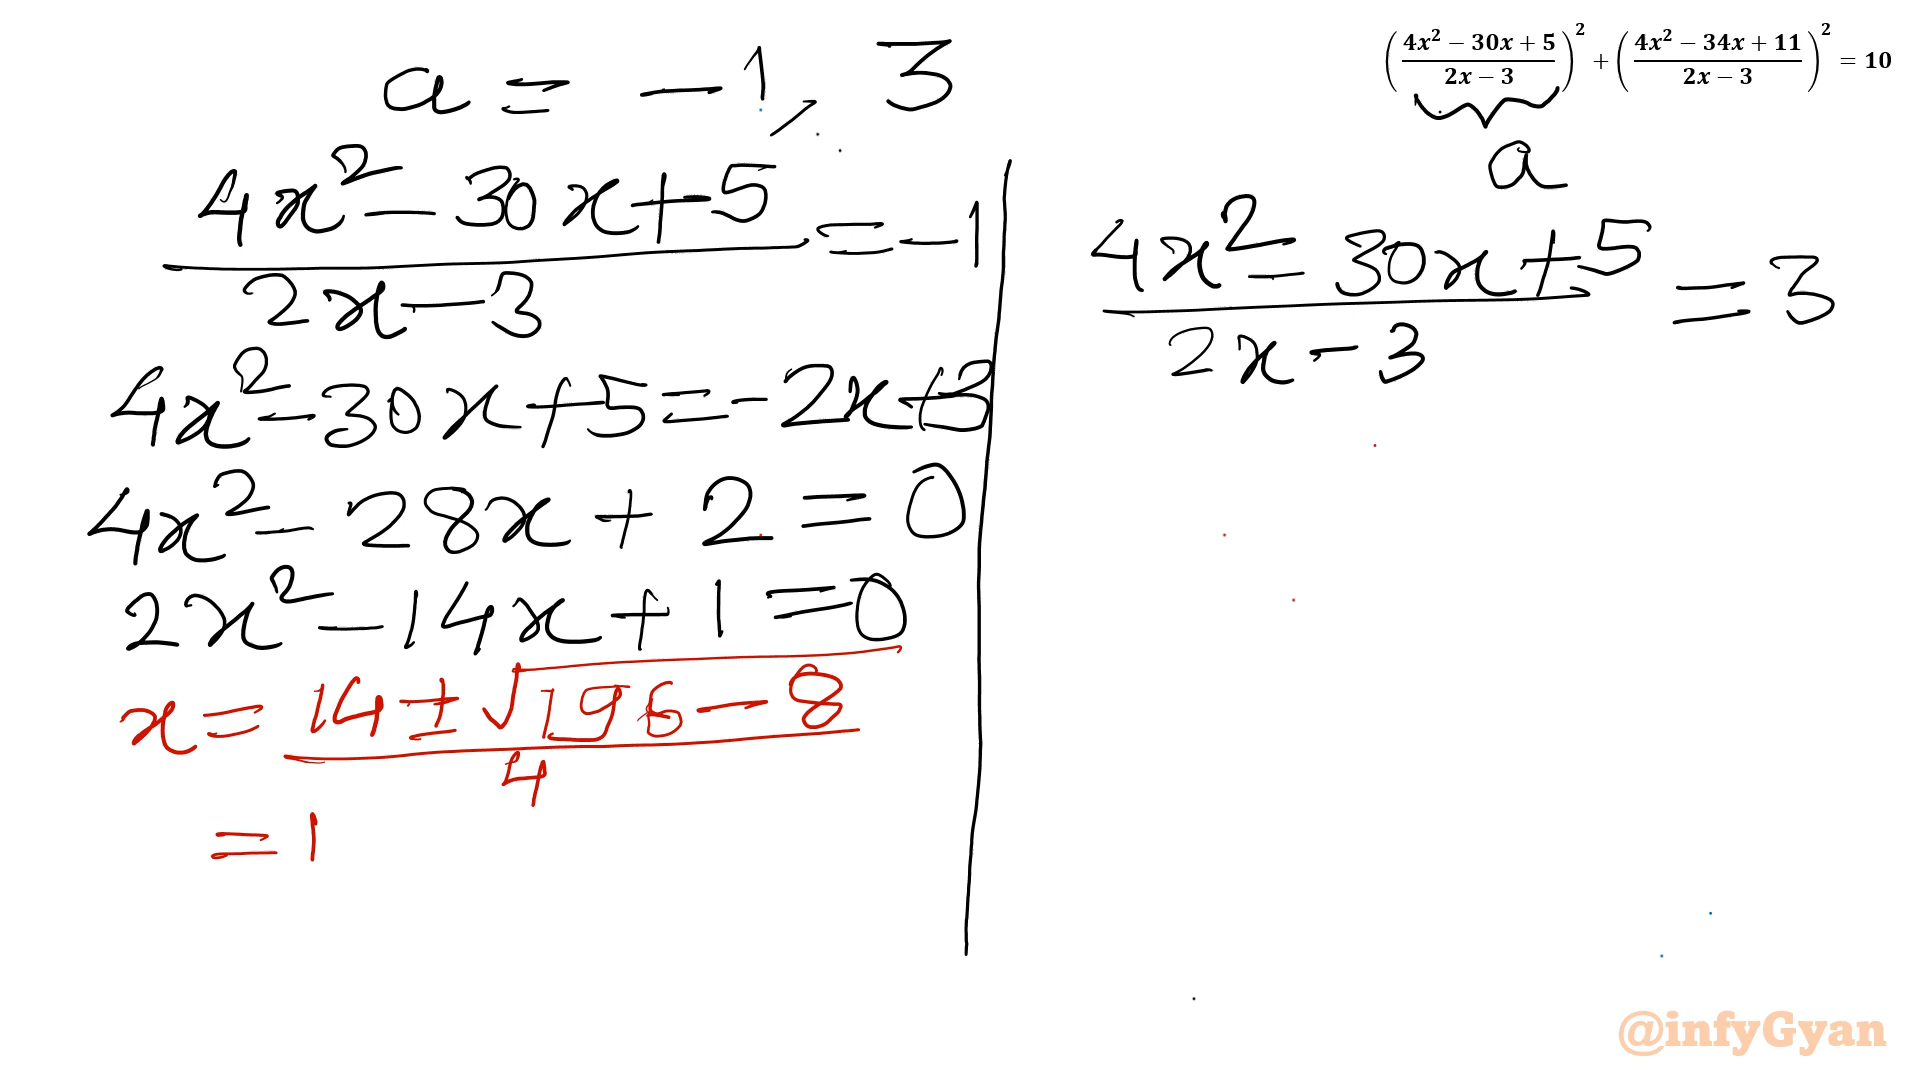 (4x² − 30x + 5 / 2x − 3)² + (4x² − 34x + 11 / 2x − 3)² = 10
a
a = −1, 3
4x² − 30x + 5 / 2x − 3 = −1
4x² − 30x + 5 = −2x + 3
4x² − 28x + 2 = 0
2x² − 14x + 1 = 0
x = 14 ± √196 − 8 / 4
= 1
4x² − 30x + 5 / 2x − 3 = 3
@infyGyan